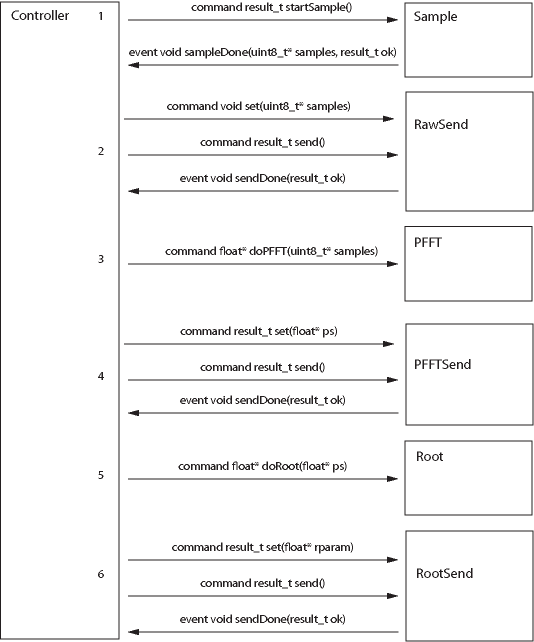 Controller
1
command result_t startSample()
Sample
event void sampleDone(uint8_t* samples, result_t ok)
command void set(uint8_t* samples)
RawSend
2
command result_t send()
event void sendDone(result_t ok)
3
command float* doPFFT(uint8_t* samples)
PFFT
command result_t set(float* ps)
4
command result_t send()
PFFTSend
event void sendDone(result_t ok)
5
command float* doRoot(float* ps)
Root
command result_t set(float* rparam)
6
command result_t send()
RootSend
event void sendDone(result_t ok)